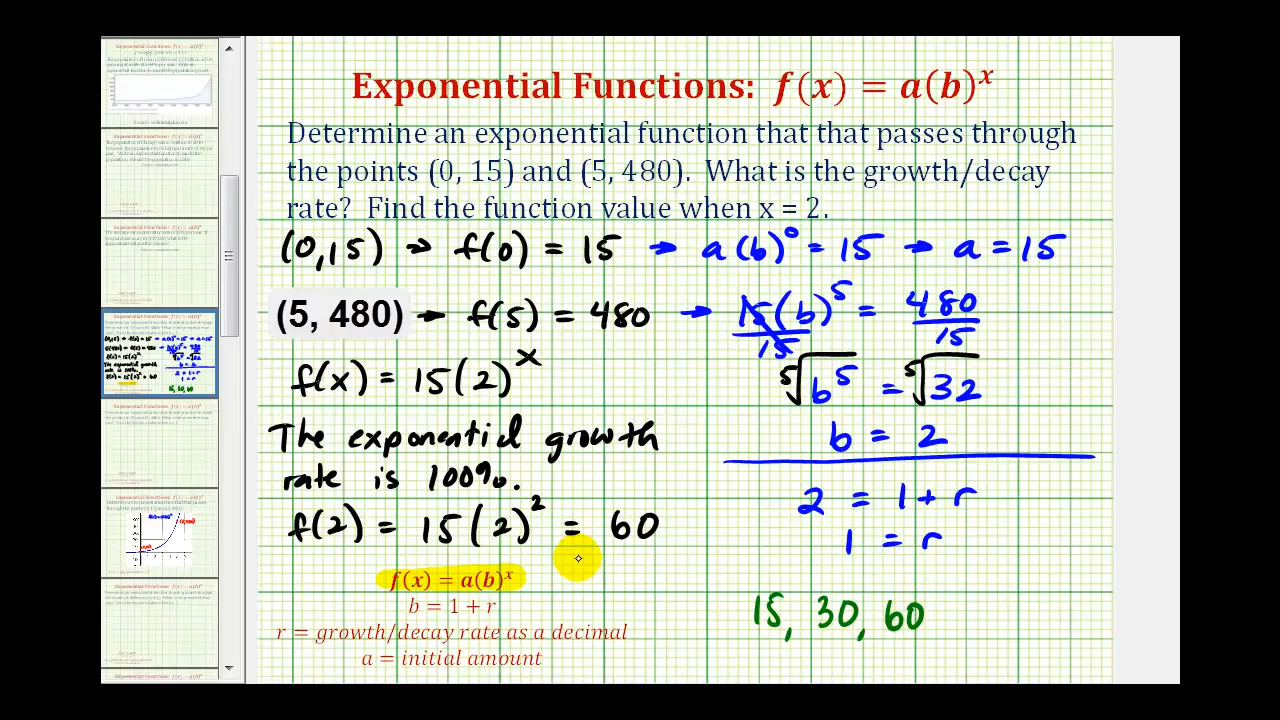 Exponential Functions: f(x) = a(b)^x
Determine an exponential function that that passes through
the points (0, 15) and (5, 480). What is the growth/decay
rate? Find the function value when x = 2.
(0,15) → f(0) = 15 → a(b)^0 = 15 → a = 15
(5, 480) → f(5) = 480 → 15(b)^5/15 = 480/15
f(x) = 15(2)^x
⁵√b^5 = ⁵√32
The exponential growth
b = 2
rate is 100%.
2 = 1 + r
f(2) = 15(2)^2 = 60
1 = r
f(x) = a(b)^x
b = 1 + r
15, 30, 60
r = growth/decay rate as a decimal
a = initial amount